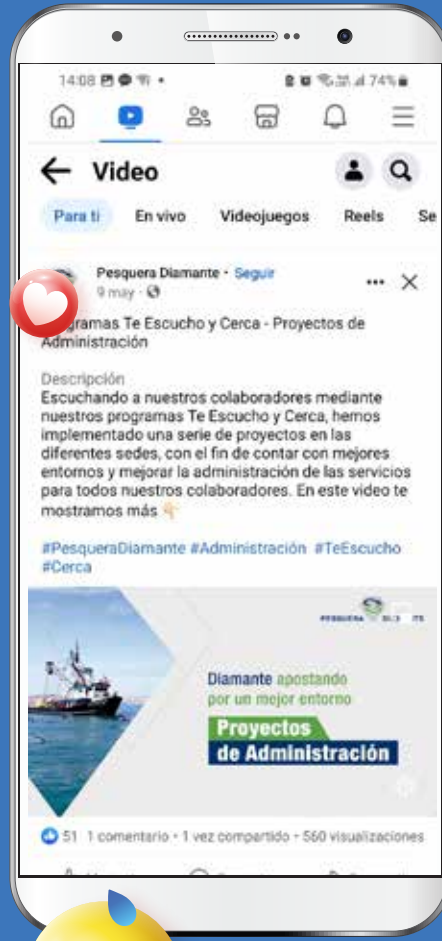 14:08
74%
Video
Para ti En vivo Videojuegos Reels Se
Pesquera Diamante · Seguir
9 may ·
ramas Te Escucho y Cerca - Proyectos de
Administración
Descripción
Escuchando a nuestros colaboradores mediante
nuestros programas Te Escucho y Cerca, hemos
implementado una serie de proyectos en las
diferentes sedes, con el fin de contar con mejores
entornos y mejorar la administración de las servicios
para todos nuestros colaboradores. En este video te
mostramos más
#PesqueraDiamante #Administración #TeEscucho
#Cerca
PESQUERA
Diamante apostando
por un mejor entorno
Proyectos
de Administración
51 1 comentario · 1 vez compartido · 560 visualizaciones